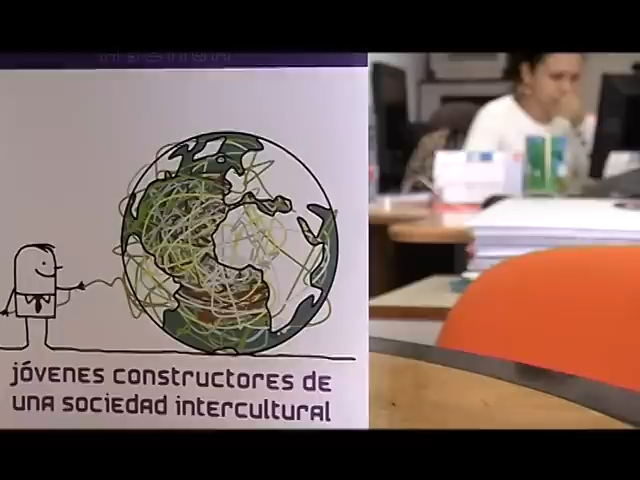 jóvenes constructores de
una sociedad intercultural